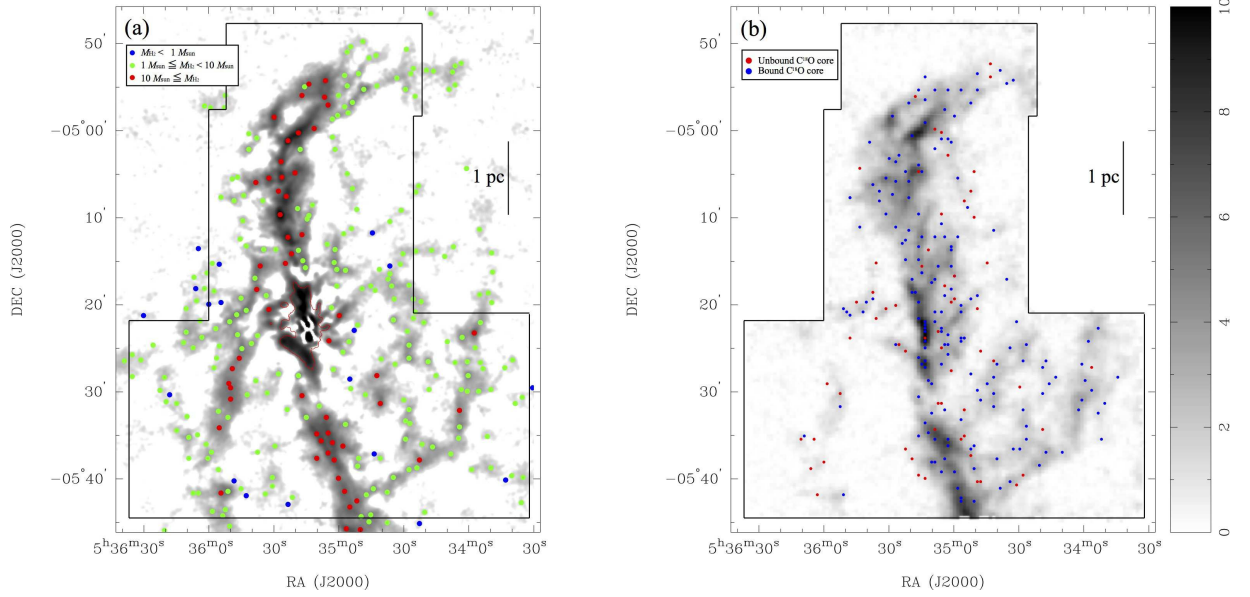 (a)
M_H₂ < 1 M_sun
1 M_sun ≦ M_H₂ < 10 M_sun
10 M_sun ≦ M_H₂
1 pc
DEC (J2000)
50′
−05°00′
10′
20′
30′
−05°40′
5ʰ36ᵐ30ˢ 36ᵐ0ˢ 30ˢ 35ᵐ0ˢ 30ˢ 34ᵐ0ˢ 30ˢ
RA (J2000)
(b)
Unbound C¹⁸O core
Bound C¹⁸O core
1 pc
DEC (J2000)
50′
−05°00′
10′
20′
30′
−05°40′
5ʰ36ᵐ30ˢ 36ᵐ0ˢ 30ˢ 35ᵐ0ˢ 30ˢ 34ᵐ0ˢ 30ˢ
RA (J2000)
10
8
6
4
2
0